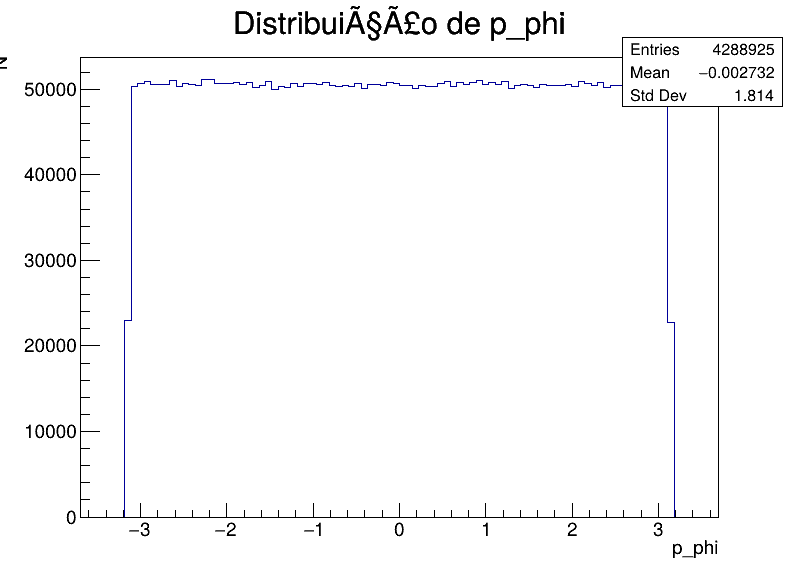 DistribuiÃ§Ã£o de p_phi
Entries 4288925
Mean −0.002732
Std Dev 1.814
N
50000
40000
30000
20000
10000
0
−3 −2 −1 0 1 2 3
p_phi